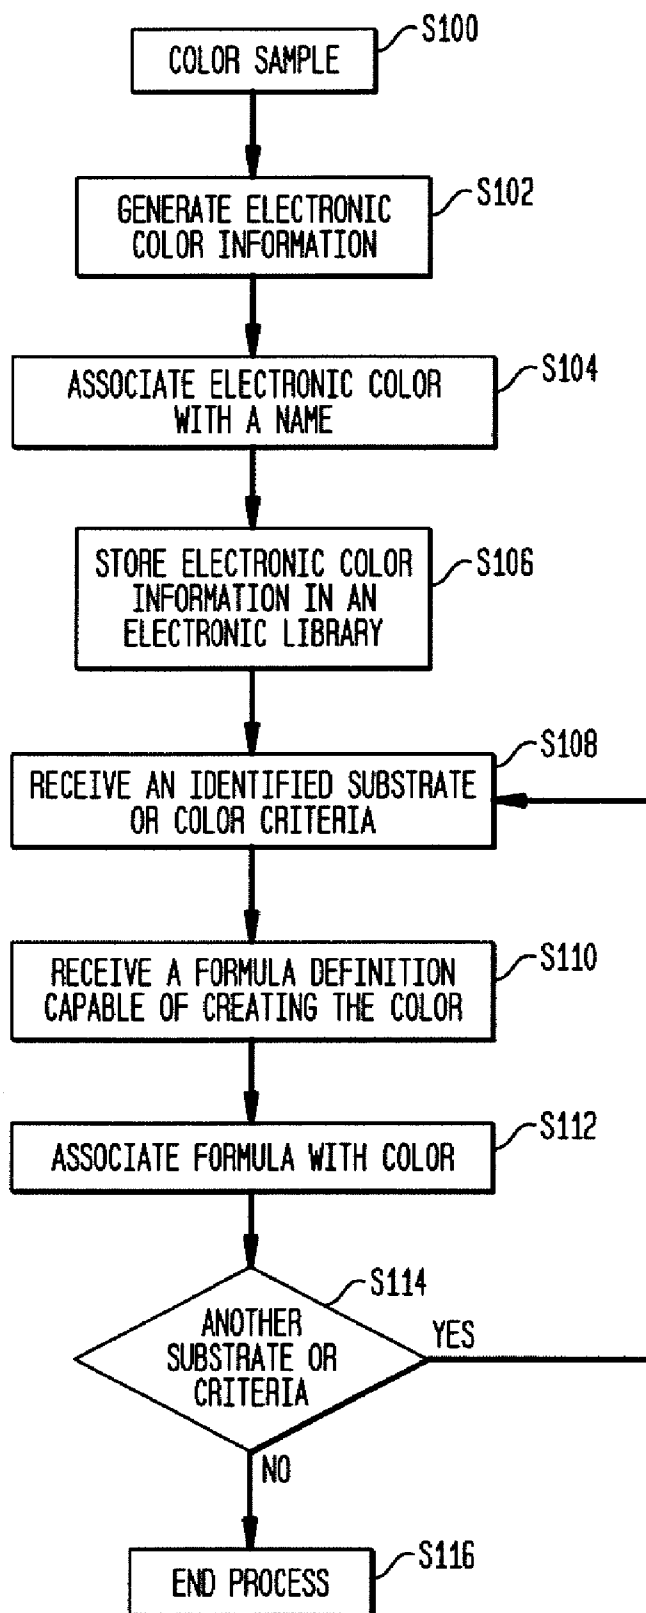 S100
COLOR SAMPLE
S102
GENERATE ELECTRONIC
COLOR INFORMATION
S104
ASSOCIATE ELECTRONIC COLOR
WITH A NAME
S106
STORE ELECTRONIC COLOR
INFORMATION IN AN
ELECTRONIC LIBRARY
S108
RECEIVE AN IDENTIFIED SUBSTRATE
OR COLOR CRITERIA
S110
RECEIVE A FORMULA DEFINITION
CAPABLE OF CREATING THE COLOR
S112
ASSOCIATE FORMULA WITH COLOR
S114
ANOTHER
SUBSTRATE OR
CRITERIA
YES
NO
S116
END PROCESS